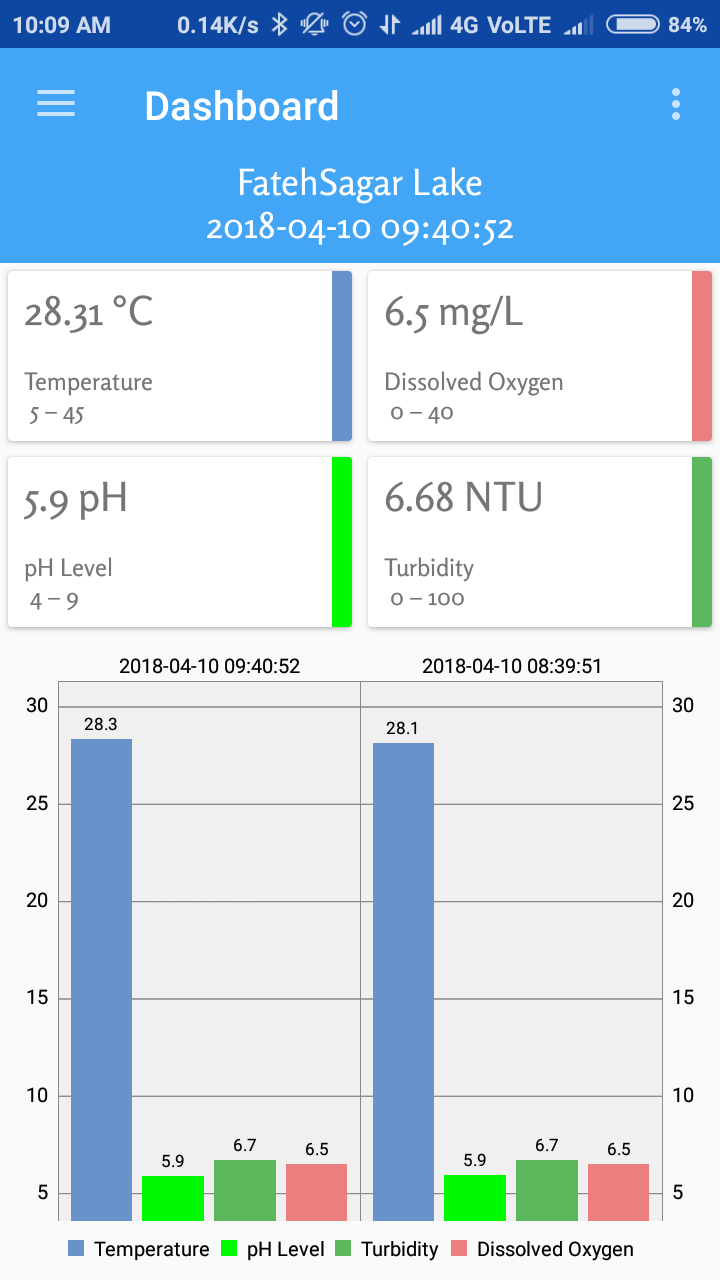 10:09 AM 0.14K/s 4G VoLTE 84%
Dashboard
FatehSagar Lake
2018-04-10 09:40:52
28.31 °C
Temperature
5 – 45
6.5 mg/L
Dissolved Oxygen
0 – 40
5.9 pH
pH Level
4 – 9
6.68 NTU
Turbidity
0 – 100
2018-04-10 09:40:52 2018-04-10 08:39:51
30 30
28.3 28.1
25 25
20 20
15 15
10 10
5.9 6.7 6.5 5.9 6.7 6.5
5 5
Temperature pH Level Turbidity Dissolved Oxygen